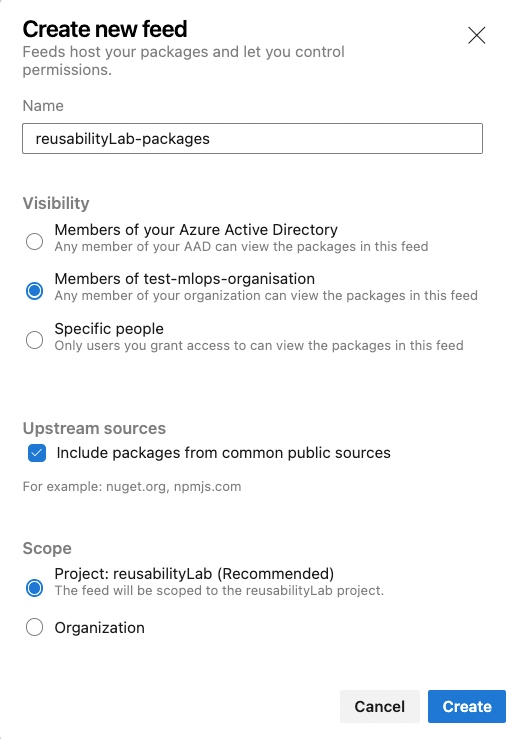 Create new feed
Feeds host your packages and let you control
permissions.
Name
reusabilityLab-packages
Visibility
Members of your Azure Active Directory
Any member of your AAD can view the packages in this feed
Members of test-mlops-organisation
Any member of your organization can view the packages in this feed
Specific people
Only users you grant access to can view the packages in this feed
Upstream sources
Include packages from common public sources
For example: nuget.org, npmjs.com
Scope
Project: reusabilityLab (Recommended)
The feed will be scoped to the reusabilityLab project.
Organization
Cancel
Create